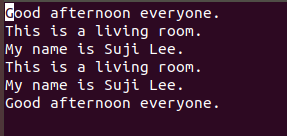 Good afternoon everyone.
This is a living room.
My name is Suji Lee.
This is a living room.
My name is Suji Lee.
Good afternoon everyone.